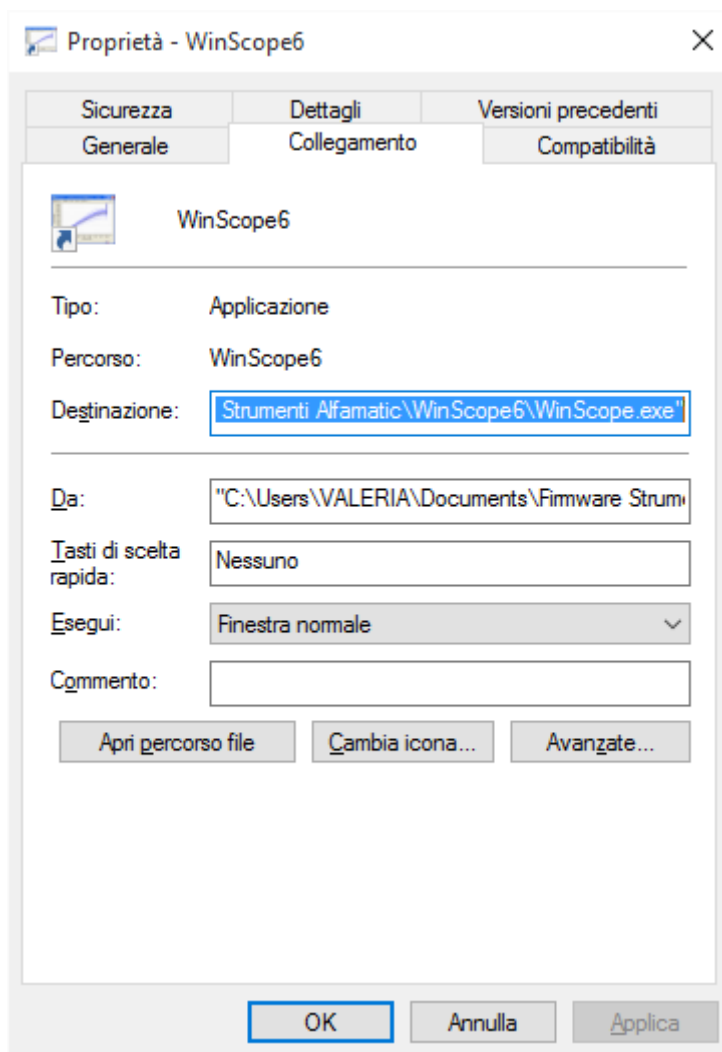 Proprietà - WinScope6
Sicurezza Dettagli Versioni precedenti
Generale Collegamento Compatibilità
WinScope6
Tipo: Applicazione
Percorso: WinScope6
Destinazione: Strumenti Alfamatic\WinScope6\WinScope.exe"
Da: "C:\Users\VALERIA\Documents\Firmware Strum
Tasti di scelta
rapida: Nessuno
Esegui: Finestra normale
Commento:
Apri percorso file Cambia icona... Avanzate...
OK Annulla Applica